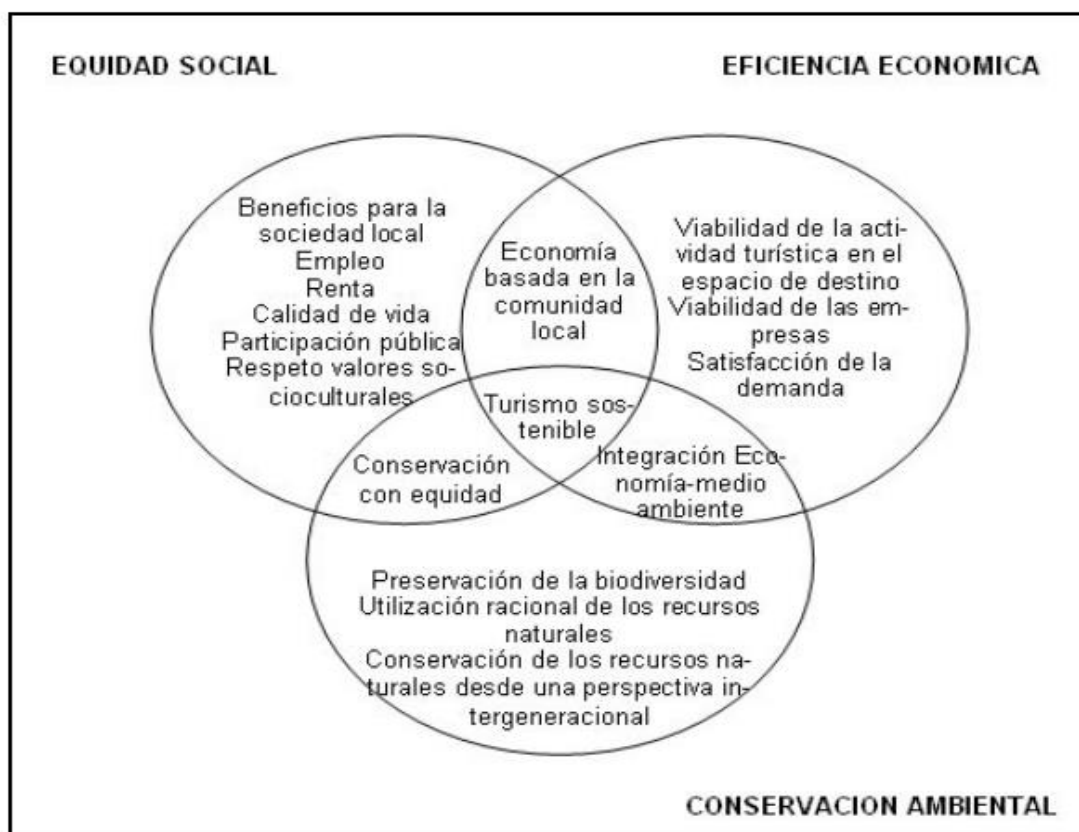 EQUIDAD SOCIAL
EFICIENCIA ECONOMICA
Beneficios para la
sociedad local
Empleo
Renta
Calidad de vida
Participación pública
Respeto valores so-
cioculturales
Economía
basada en la
comunidad
local
Viabilidad de la acti-
vidad turística en el
espacio de destino
Viabilidad de las em-
presas
Satisfacción de la
demanda
Turismo sos-
tenible
Conservación
con equidad
Integración Eco-
nomía-medio
ambiente
Preservación de la biodiversidad
Utilización racional de los recursos
naturales
Conservación de los recursos na-
turales desde una perspectiva in-
tergeneracional
CONSERVACION AMBIENTAL